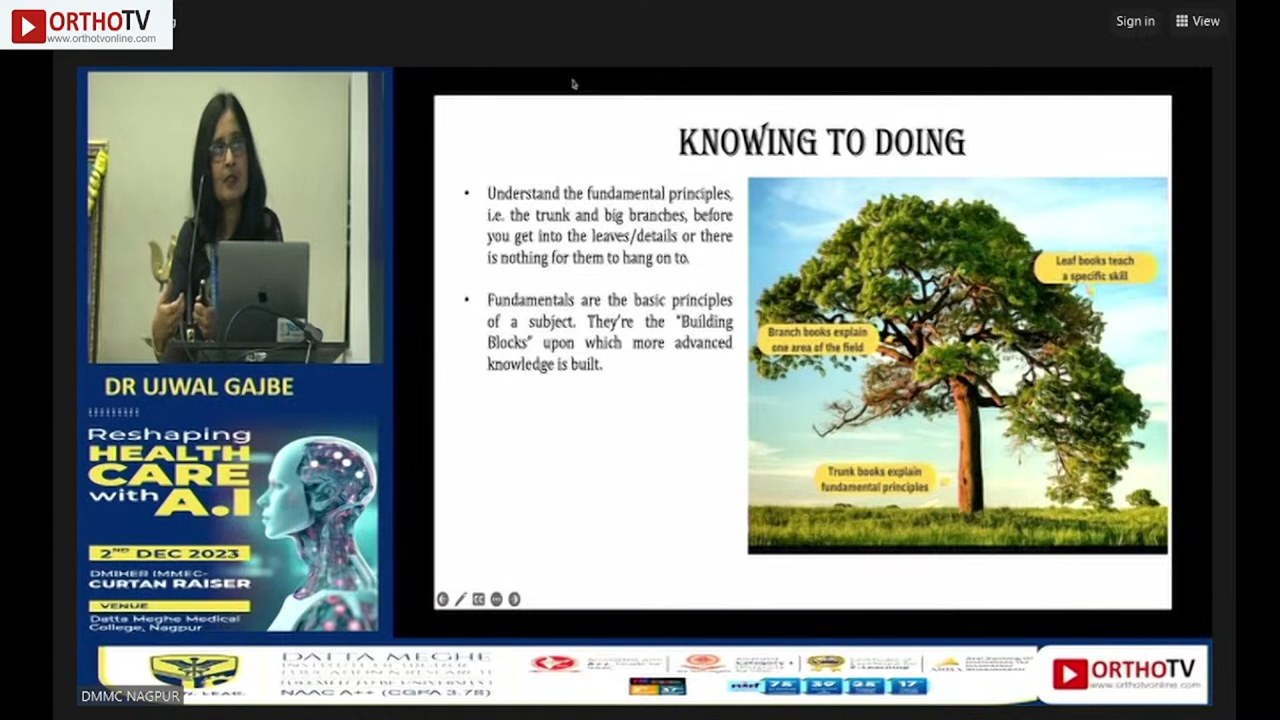 ORTHOTV
www.orthotvonline.com
Sign in
View
KNOWING TO DOING
• Understand the fundamental principles,
i.e. the trunk and big branches, before
you get into the leaves/details or there
is nothing for them to hang on to.
• Fundamentals are the basic principles
of a subject. They're the "Building
Blocks" upon which more advanced
knowledge is built.
Leaf books teach
a specific skill
Branch books explain
one area of the field
Trunk books explain
fundamental principles
DR UJWAL GAJBE
Reshaping
HEALTH
CARE
with A.I
2ND DEC 2023
DMIHER IMMEC-
CURTAN RAISER
VENUE
Datta Meghe Medical
College, Nagpur
DATTA MEGHE
NAAC A++ (CGPA 3.78)
DMMC NAGPUR
ORTHOTV
www.orthotvonline.com